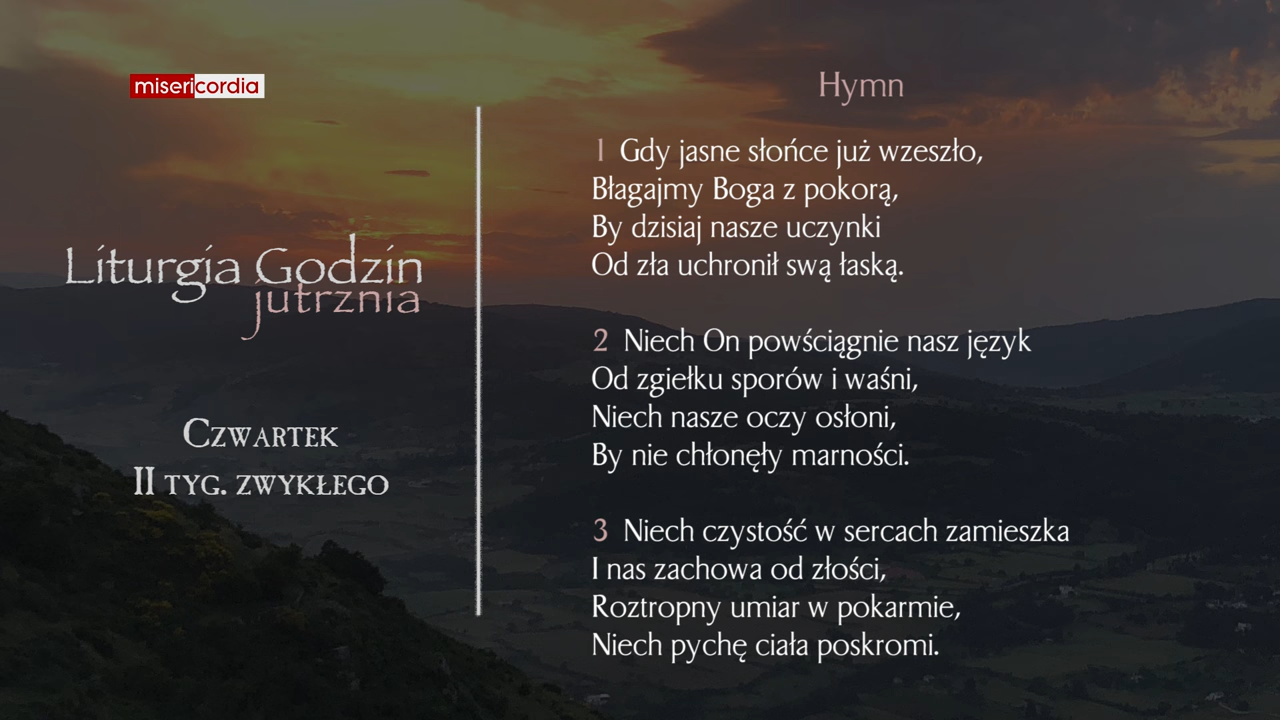 misericordia
Liturgia Godzin
jutrznia
Czwartek
II tyg. zwykłego
Hymn
1 Gdy jasne słońce już wzeszło,
Błagajmy Boga z pokorą,
By dzisiaj nasze uczynki
Od zła uchronił swą łaską.
2 Niech On powściągnie nasz język
Od zgiełku sporów i waśni,
Niech nasze oczy osłoni,
By nie chłonęły marności.
3 Niech czystość w sercach zamieszka
I nas zachowa od złości,
Roztropny umiar w pokarmie,
Niech pychę ciała poskromi.